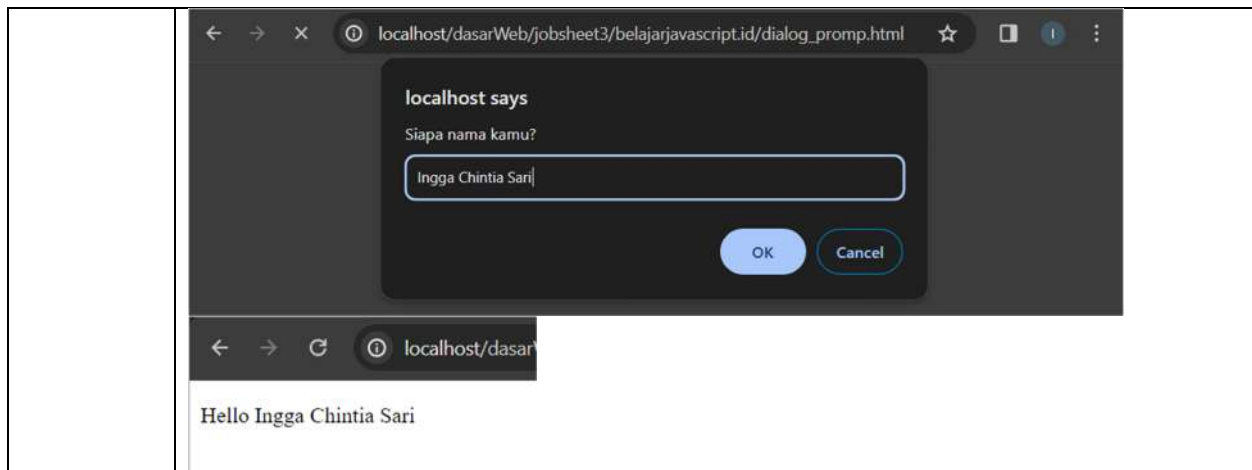 localhost/dasarWeb/jobsheet3/belajarjavascript.id/dialog_promp.html
localhost says
Siapa nama kamu?
Ingga Chintia Sari
OK Cancel
localhost/dasar
Hello Ingga Chintia Sari